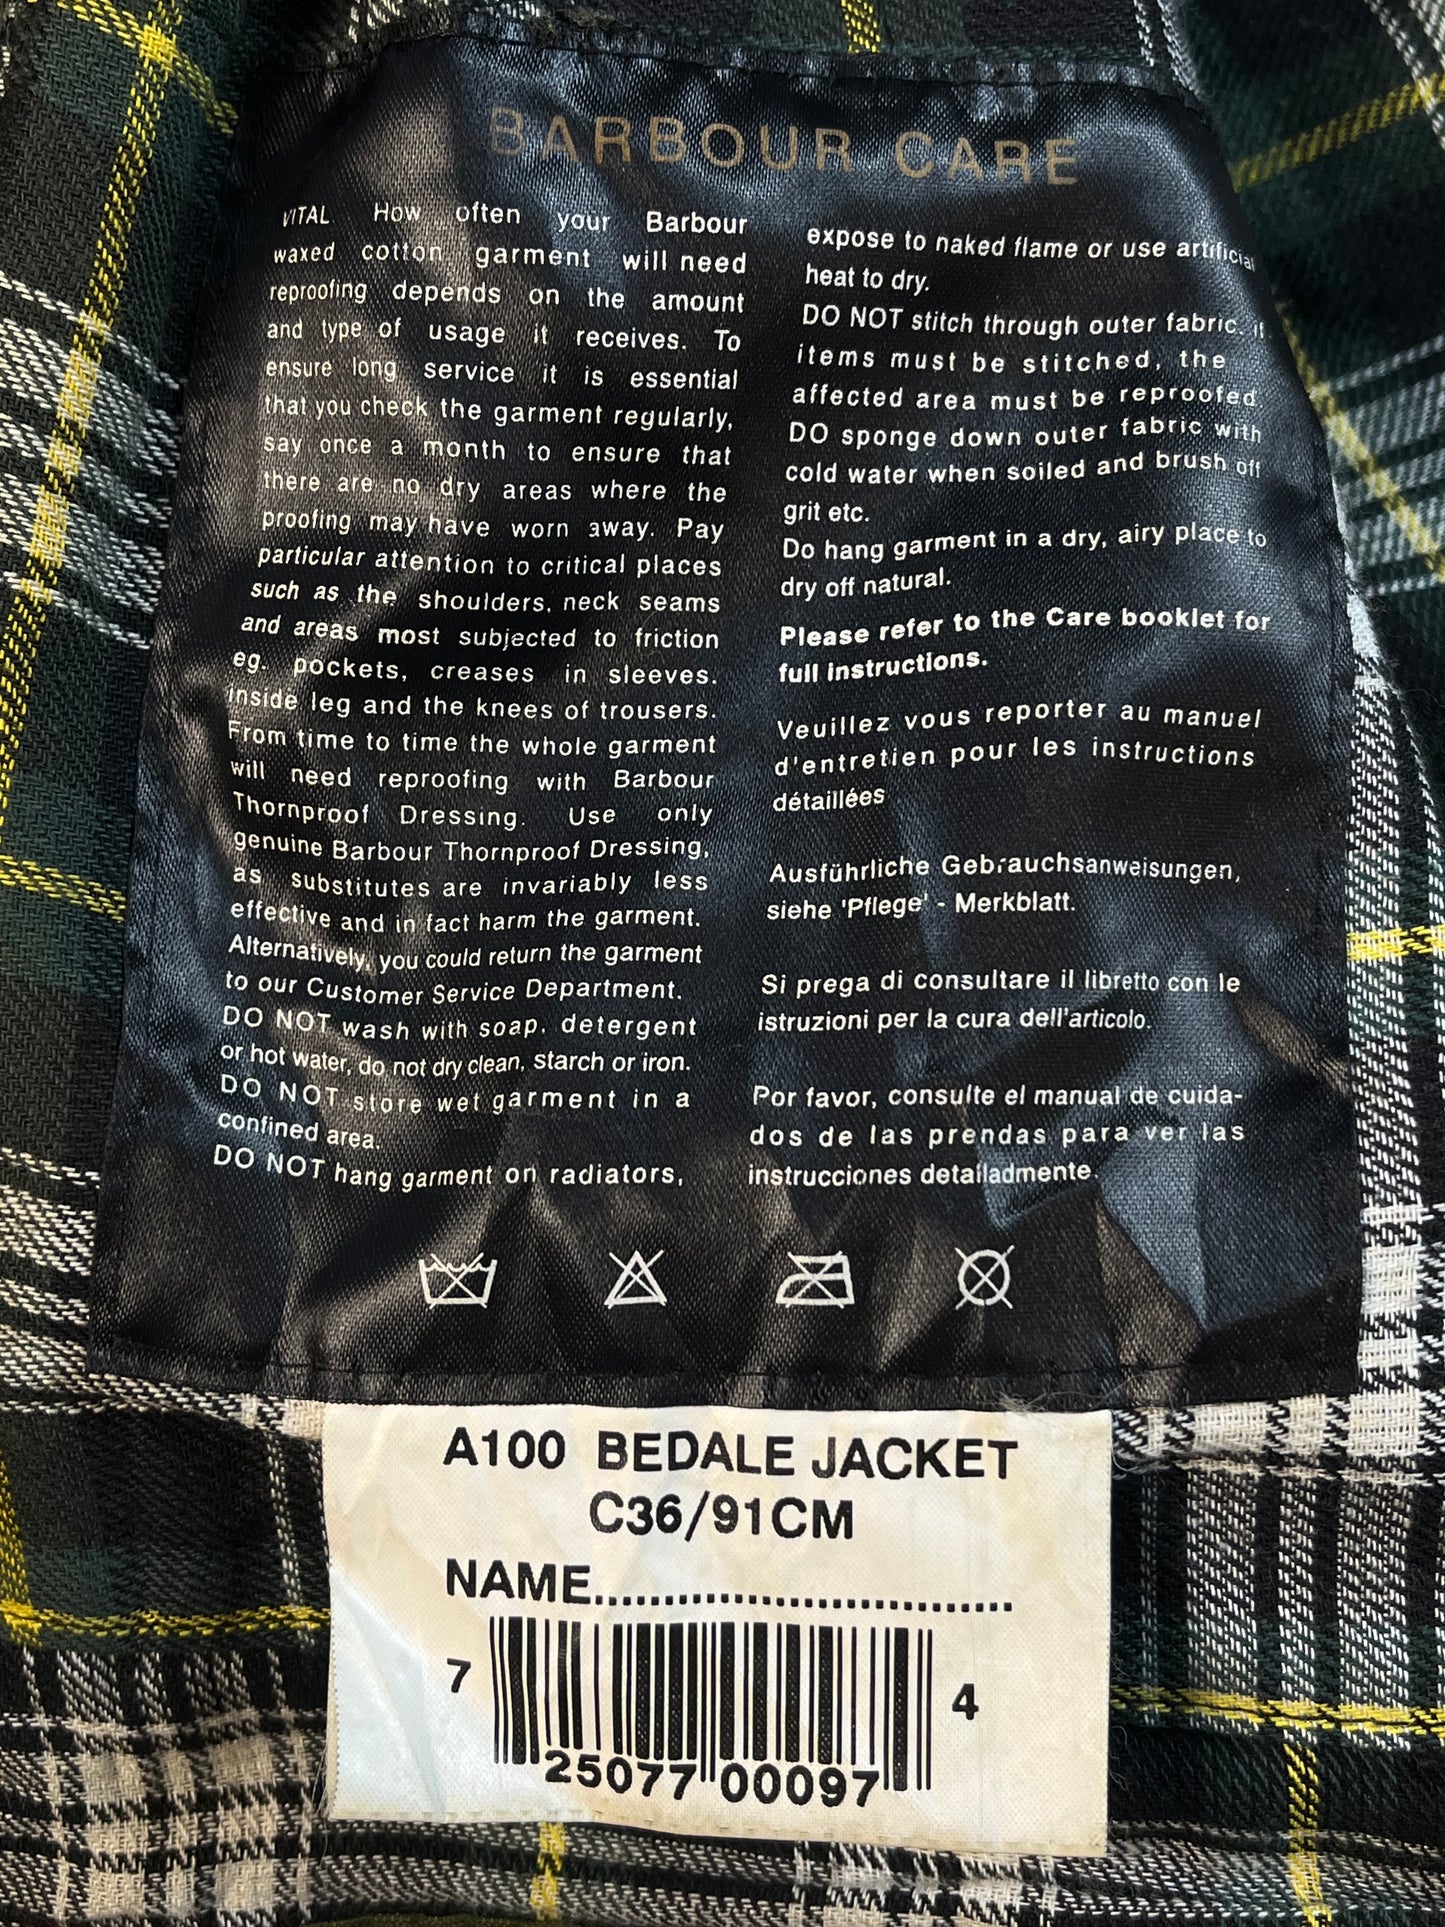 BARBOUR CARE
VITAL How often your Barbour
waxed cotton garment will need
reproofing depends on the amount
and type of usage it receives. To
ensure long service it is essential
that you check the garment regularly,
say once a month to ensure that
there are no dry areas where the
proofing may have worn away. Pay
particular attention to critical places
such as the shoulders, neck seams
and areas most subjected to friction
eg. pockets, creases in sleeves.
inside leg and the knees of trousers.
From time to time the whole garment
will need reproofing with Barbour
Thornproof Dressing. Use only
genuine Barbour Thornproof Dressing,
as substitutes are invariably less
effective and in fact harm the garment.
Alternatively, you could return the garment
to our Customer Service Department.
DO NOT wash with soap, detergent
or hot water, do not dry clean, starch or iron.
DO NOT store wet garment in a
confined area.
DO NOT hang garment on radiators,
expose to naked flame or use artificial
heat to dry.
DO NOT stitch through outer fabric. if
items must be stitched, the
affected area must be reproofed
DO sponge down outer fabric with
cold water when soiled and brush off
grit etc.
Do hang garment in a dry, airy place to
dry off natural.
Please refer to the Care booklet for
full instructions.
Veuillez vous reporter au manuel
d'entretien pour les instructions
détaillées
Ausführliche Gebrauchsanweisungen,
siehe 'Pflege' - Merkblatt.
Si prega di consultare il libretto con le
istruzioni per la cura dell'articolo.
Por favor, consulte el manual de cuida-
dos de las prendas para ver las
instrucciones detailadmente.
A100 BEDALE JACKET
C36/91CM
NAME..............................
7 25077 00097 4